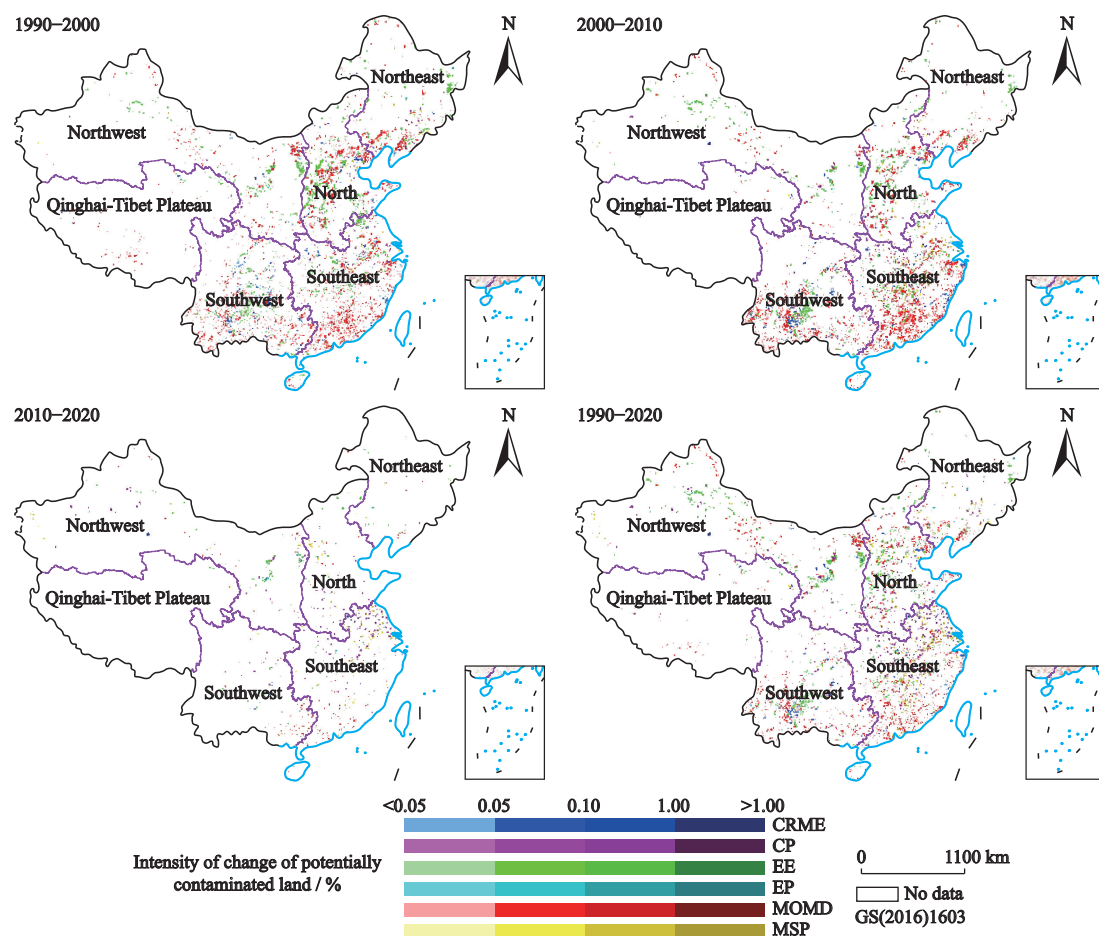 1990−2000
N
Northeast
Northwest
Qinghai-Tibet Plateau
North
Southeast
Southwest
2000−2010
N
Northeast
Northwest
Qinghai-Tibet Plateau
North
Southeast
Southwest
2010−2020
N
Northeast
Northwest
Qinghai-Tibet Plateau
North
Southeast
Southwest
1990−2020
N
Northeast
Northwest
Qinghai-Tibet Plateau
North
Southeast
Southwest
<0.05 0.05 0.10 1.00 >1.00
Intensity of change of potentially
contaminated land / %
CRME
CP
EE
EP
MOMD
MSP
0 1100 km
No data
GS(2016)1603